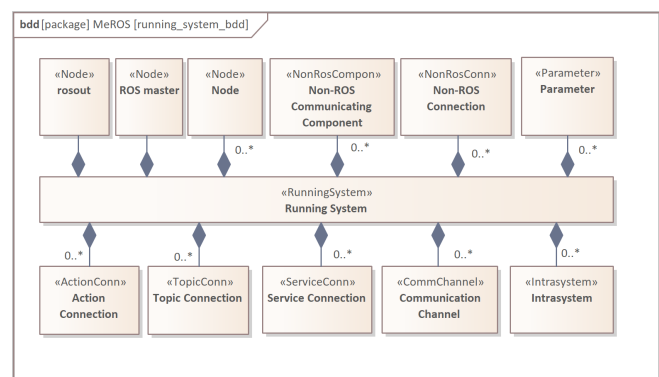 bdd [package] MeROS [running_system_bdd]
«Node»
rosout
«Node»
ROS master
«Node»
Node
«NonRosCompon»
Non-ROS
Communicating
Component
«NonRosConn»
Non-ROS
Connection
«Parameter»
Parameter
0..*
0..*
0..*
0..*
«RunningSystem»
Running System
0..*
0..*
0..*
0..*
0..*
«ActionConn»
Action
Connection
«TopicConn»
Topic Connection
«ServiceConn»
Service Connection
«CommChannel»
Communication
Channel
«Intrasystem»
Intrasystem